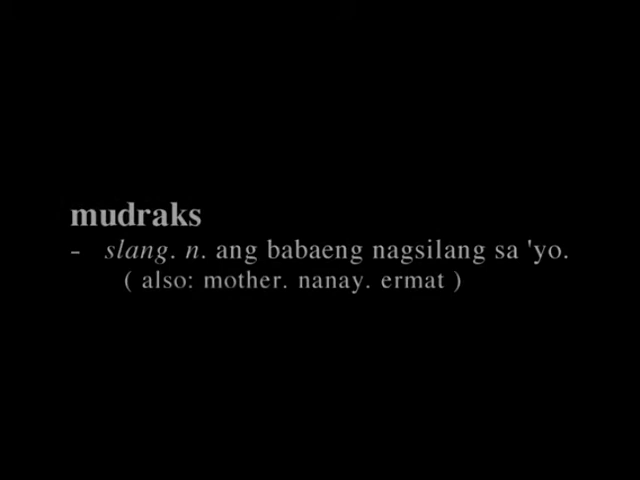 mudraks
- slang. n. ang babaeng nagsilang sa 'yo.
( also: mother. nanay. ermat )